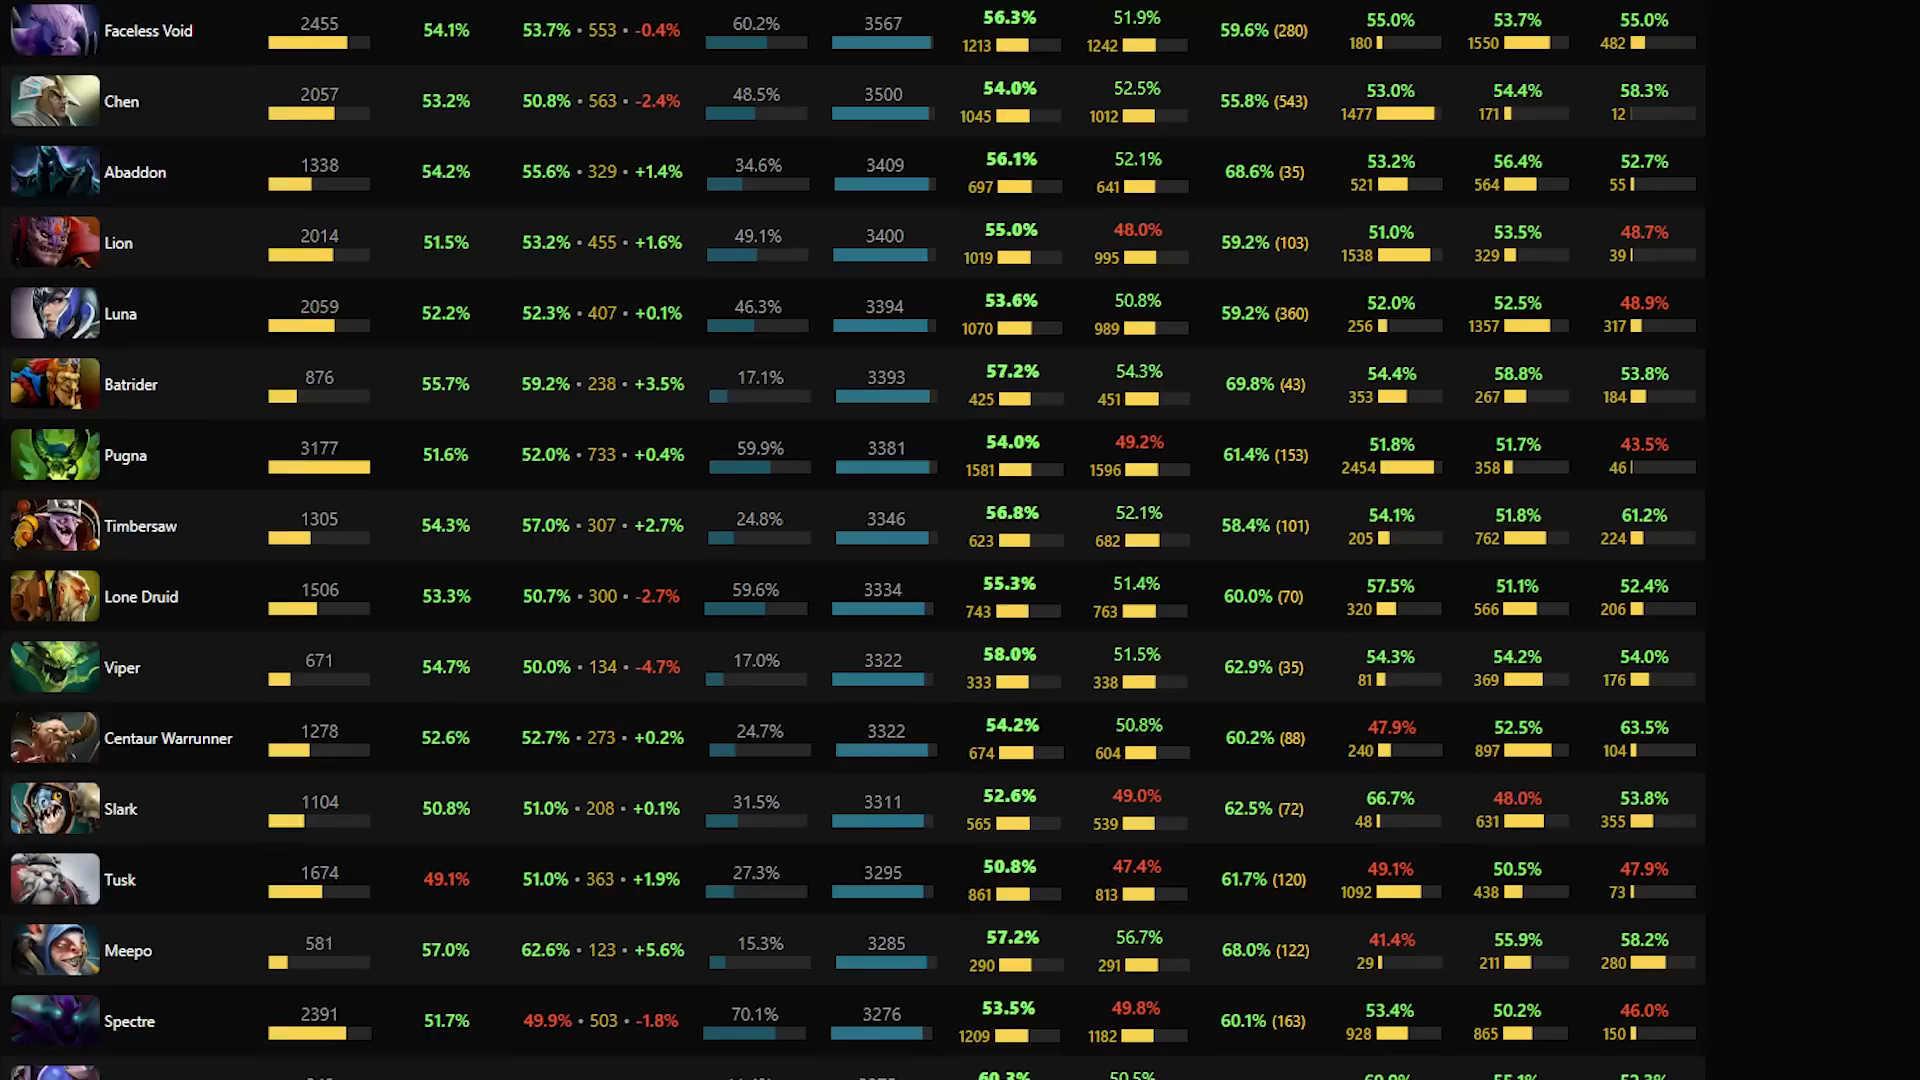 Faceless Void 2455 54.1% 53.7% • 553 • -0.4% 60.2% 3567 56.3% 1213 51.9% 1242 59.6% (280) 55.0% 180 53.7% 1550 55.0% 482
Chen 2057 53.2% 50.8% • 563 • -2.4% 48.5% 3500 54.0% 1045 52.5% 1012 55.8% (543) 53.0% 1477 54.4% 171 58.3% 12
Abaddon 1338 54.2% 55.6% • 329 • +1.4% 34.6% 3409 56.1% 697 52.1% 641 68.6% (35) 53.2% 521 56.4% 564 52.7% 55
Lion 2014 51.5% 53.2% • 455 • +1.6% 49.1% 3400 55.0% 1019 48.0% 995 59.2% (103) 51.0% 1538 53.5% 329 48.7% 39
Luna 2059 52.2% 52.3% • 407 • +0.1% 46.3% 3394 53.6% 1070 50.8% 989 59.2% (360) 52.0% 256 52.5% 1357 48.9% 317
Batrider 876 55.7% 59.2% • 238 • +3.5% 17.1% 3393 57.2% 425 54.3% 451 69.8% (43) 54.4% 353 58.8% 267 53.8% 184
Pugna 3177 51.6% 52.0% • 733 • +0.4% 59.9% 3381 54.0% 1581 49.2% 1596 61.4% (153) 51.8% 2454 51.7% 358 43.5% 46
Timbersaw 1305 54.3% 57.0% • 307 • +2.7% 24.8% 3346 56.8% 623 52.1% 682 58.4% (101) 54.1% 205 51.8% 762 61.2% 224
Lone Druid 1506 53.3% 50.7% • 300 • -2.7% 59.6% 3334 55.3% 743 51.4% 763 60.0% (70) 57.5% 320 51.1% 566 52.4% 206
Viper 671 54.7% 50.0% • 134 • -4.7% 17.0% 3322 58.0% 333 51.5% 338 62.9% (35) 54.3% 81 54.2% 369 54.0% 176
Centaur Warrunner 1278 52.6% 52.7% • 273 • +0.2% 24.7% 3322 54.2% 674 50.8% 604 60.2% (88) 47.9% 240 52.5% 897 63.5% 104
Slark 1104 50.8% 51.0% • 208 • +0.1% 31.5% 3311 52.6% 565 49.0% 539 62.5% (72) 66.7% 48 48.0% 631 53.8% 355
Tusk 1674 49.1% 51.0% • 363 • +1.9% 27.3% 3295 50.8% 861 47.4% 813 61.7% (120) 49.1% 1092 50.5% 438 47.9% 73
Meepo 581 57.0% 62.6% • 123 • +5.6% 15.3% 3285 57.2% 290 56.7% 291 68.0% (122) 41.4% 29 55.9% 211 58.2% 280
Spectre 2391 51.7% 49.9% • 503 • -1.8% 70.1% 3276 53.5% 1209 49.8% 1182 60.1% (163) 53.4% 928 50.2% 865 46.0% 150
60.3% 50.5%